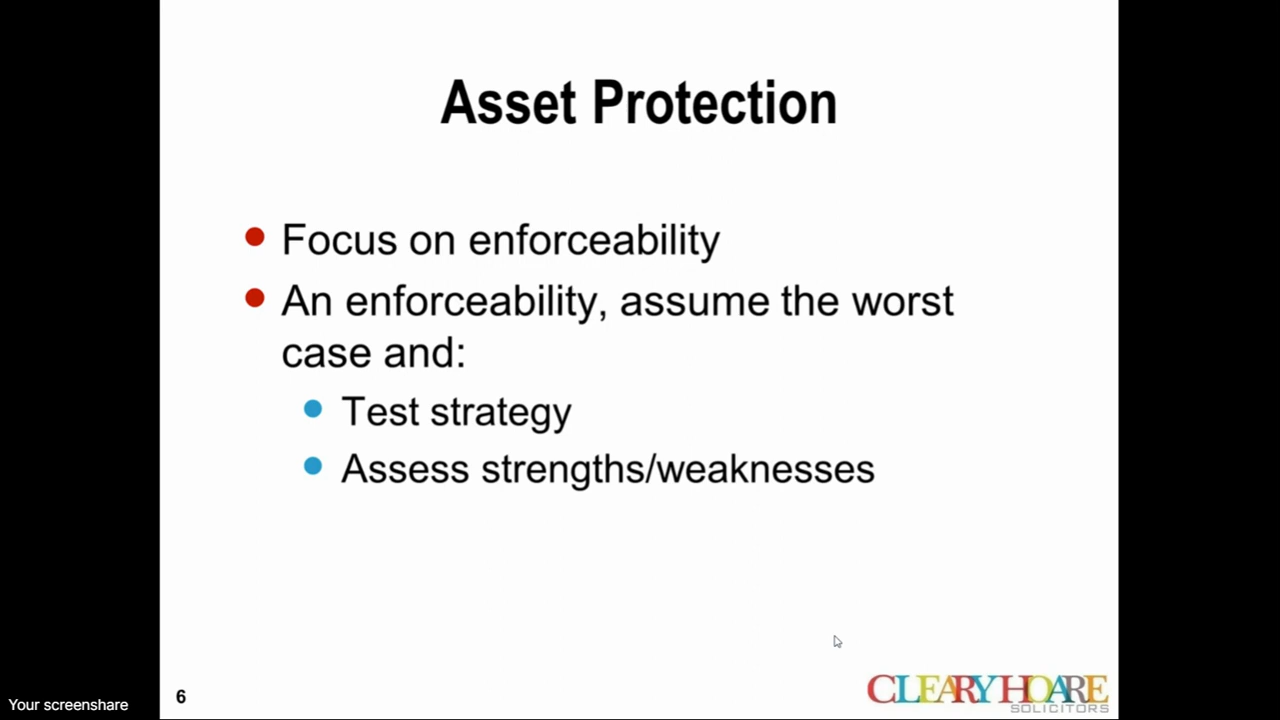 Asset Protection
Focus on enforceability
An enforceability, assume the worst
case and:
Test strategy
Assess strengths/weaknesses
6
CLEARY HOARE
SOLICITORS
Your screenshare